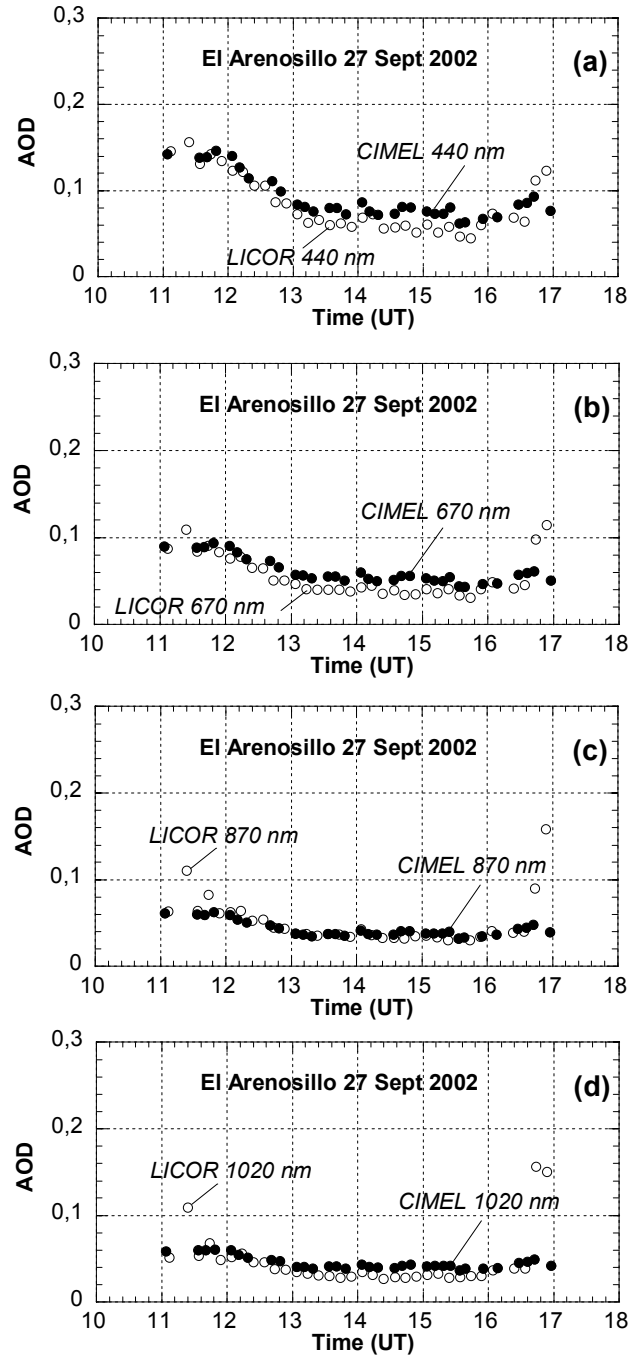 0,3
El Arenosillo 27 Sept 2002
(a)
0,2
AOD
CIMEL 440 nm
0,1
LICOR 440 nm
0
10 11 12 13 14 15 16 17 18
Time (UT)
0,3
El Arenosillo 27 Sept 2002
(b)
0,2
AOD
CIMEL 670 nm
0,1
LICOR 670 nm
0
10 11 12 13 14 15 16 17 18
Time (UT)
0,3
El Arenosillo 27 Sept 2002
(c)
0,2
AOD
LICOR 870 nm
CIMEL 870 nm
0,1
0
10 11 12 13 14 15 16 17 18
Time (UT)
0,3
El Arenosillo 27 Sept 2002
(d)
0,2
AOD
LICOR 1020 nm
CIMEL 1020 nm
0,1
0
10 11 12 13 14 15 16 17 18
Time (UT)